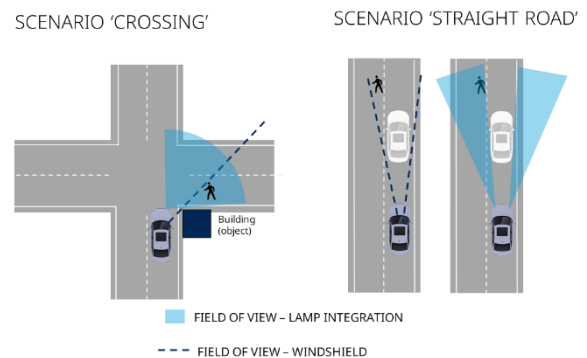 SCENARIO 'CROSSING'
SCENARIO 'STRAIGHT ROAD'
Building
(object)
FIELD OF VIEW – LAMP INTEGRATION
FIELD OF VIEW – WINDSHIELD